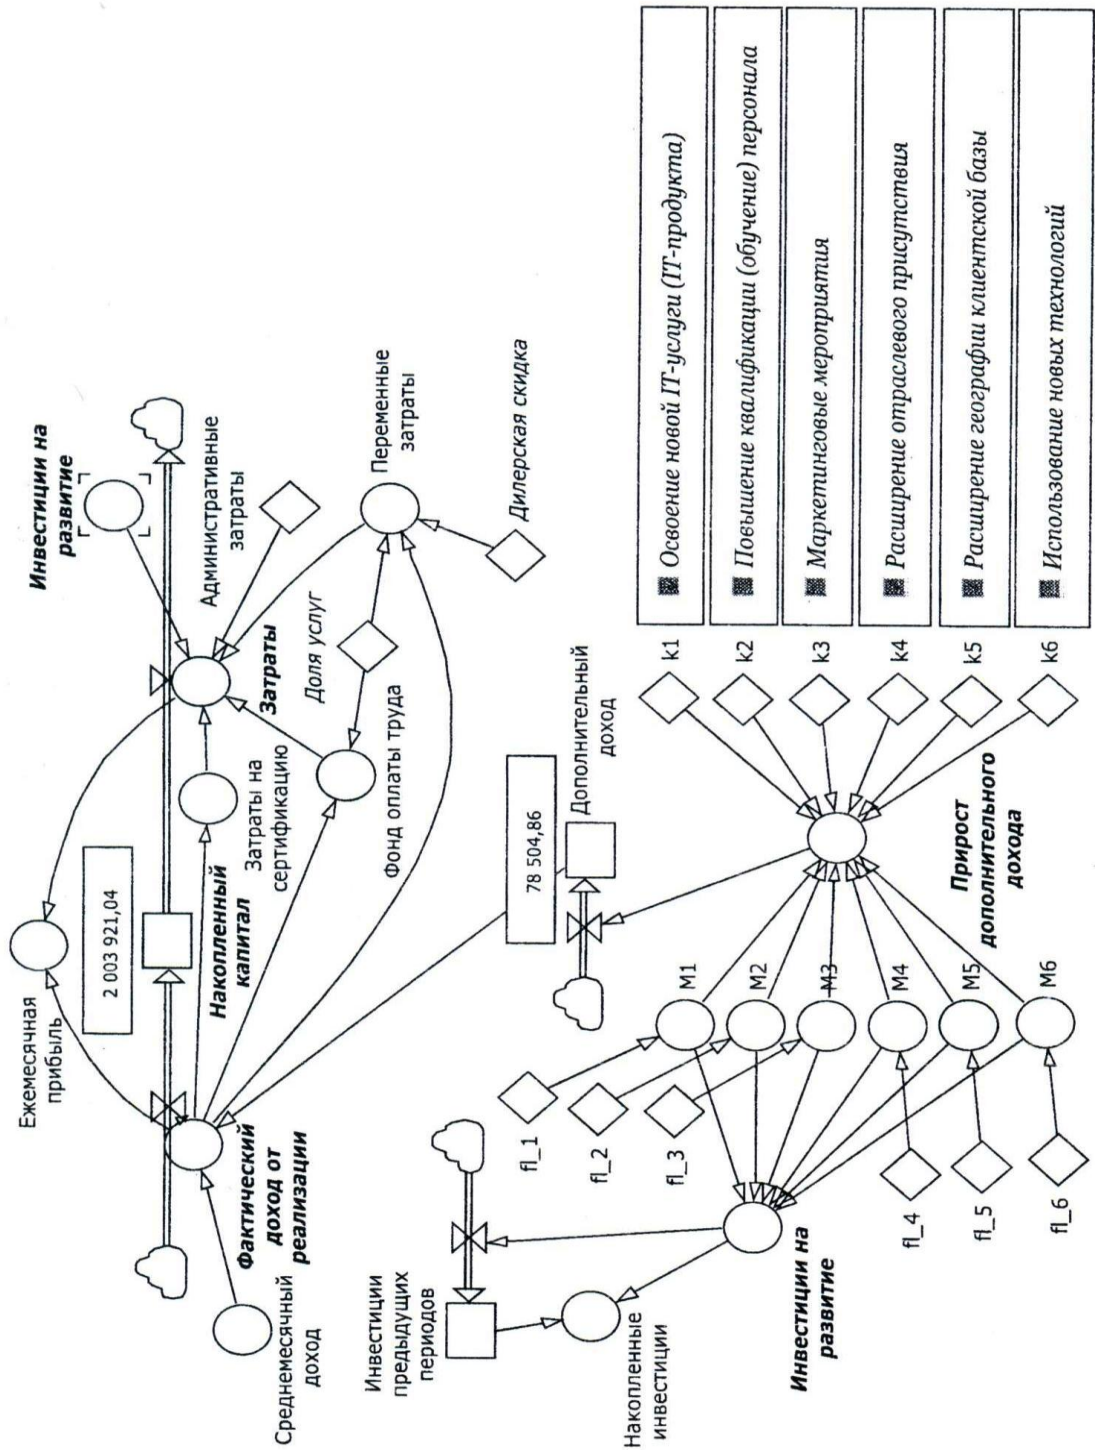 Ежемесячная
прибыль
2 003 921,04
Инвестиции на
развитие
Накопленный
капитал
Затраты на
сертификацию
Затраты
Административные
затраты
Фактический
доход от
реализации
Среднемесячный
доход
Фонд оплаты труда
Доля услуг
Переменные
затраты
Дилерская скидка
Инвестиции
предыдущих
периодов
Накопленные
инвестиции
78 504,86
Дополнительный
доход
fl_1
fl_2
fl_3
fl_4
fl_5
fl_6
M1
M2
M3
M4
M5
M6
Инвестиции на
развитие
Прирост
дополнительного
дохода
k1
k2
k3
k4
k5
k6
Освоение новой IT-услуги (IT-продукта)
Повышение квалификации (обучение) персонала
Маркетинговые мероприятия
Расширение отраслевого присутствия
Расширение географии клиентской базы
Использование новых технологий